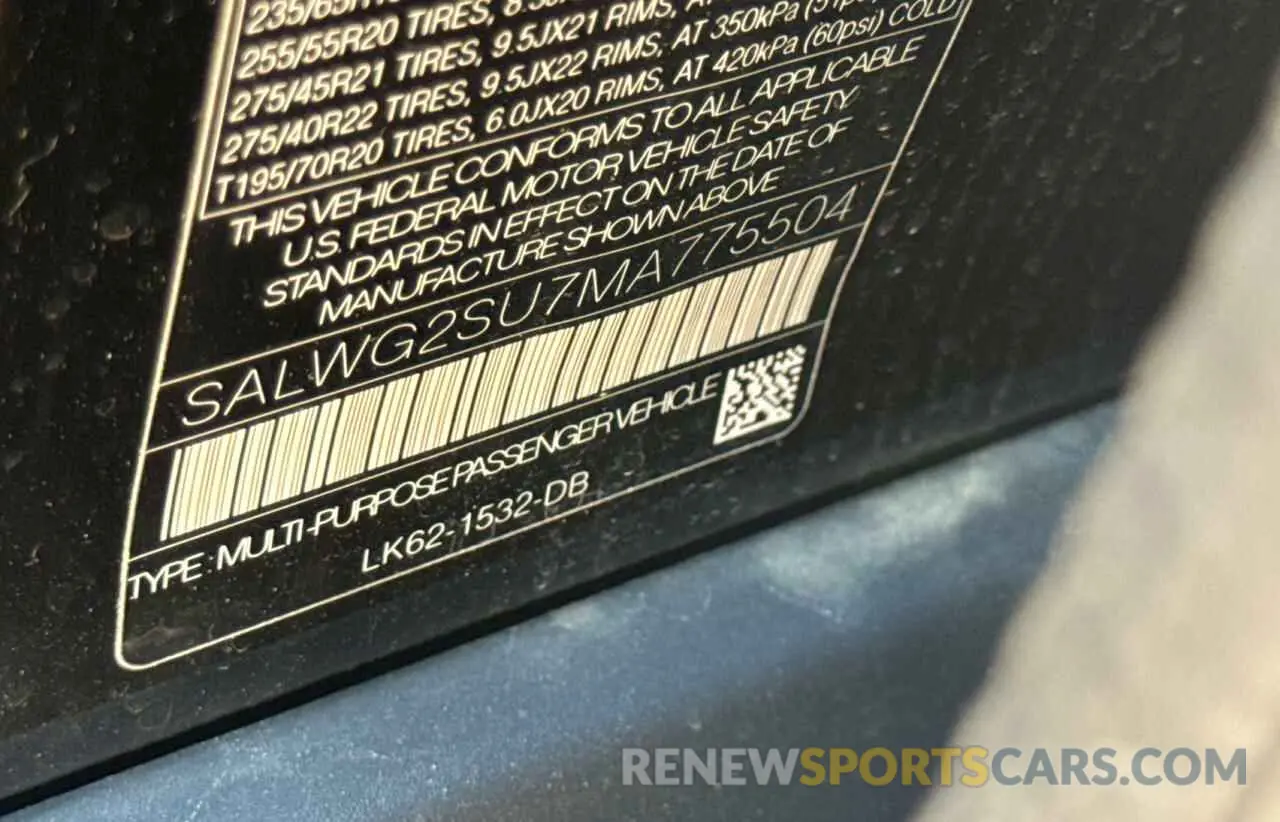 255/55R20 TIRES,
275/45R21 TIRES, 9.5JX21 RIMS,
275/40R22 TIRES, 9.5JX22 RIMS, AT 350kPa
T195/70R20 TIRES, 6.0JX20 RIMS, AT 420kPa (60psi) COLD
THIS VEHICLE CONFORMS TO ALL APPLICABLE
U.S. FEDERAL MOTOR VEHICLE SAFETY
STANDARDS IN EFFECT ON THE DATE OF
MANUFACTURE SHOWN ABOVE
SALWG2SU7MA775504
TYPE : MULTI-PURPOSE PASSENGER VEHICLE
LK62-1532-DB
RENEWSPORTSCARS.COM